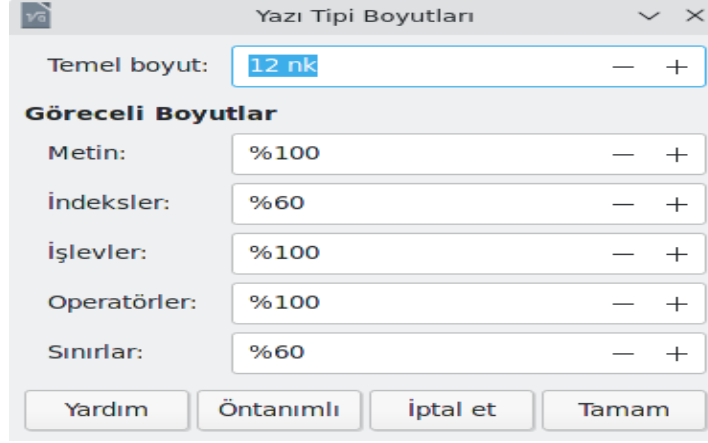 Yazı Tipi Boyutları
Temel boyut: 12 nk
Göreceli Boyutlar
Metin: %100
İndeksler: %60
İşlevler: %100
Operatörler: %100
Sınırlar: %60
Yardım Öntanımlı İptal et Tamam